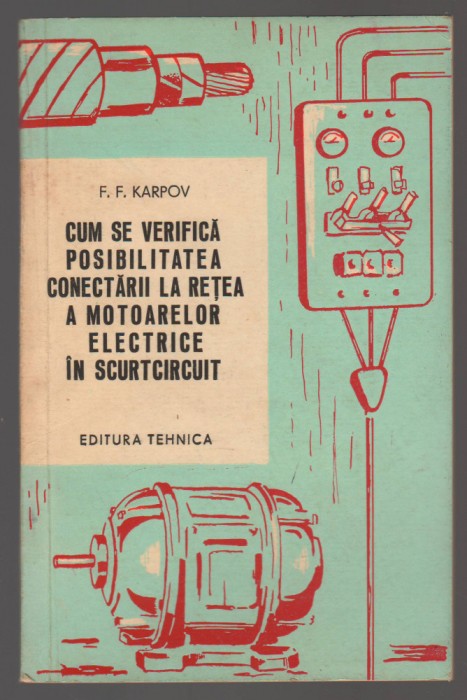 F. F. KARPOV
CUM SE VERIFICĂ
POSIBILITATEA
CONECTĂRII LA REȚEA
A MOTOARELOR
ELECTRICE
ÎN SCURTCIRCUIT
EDITURA TEHNICA